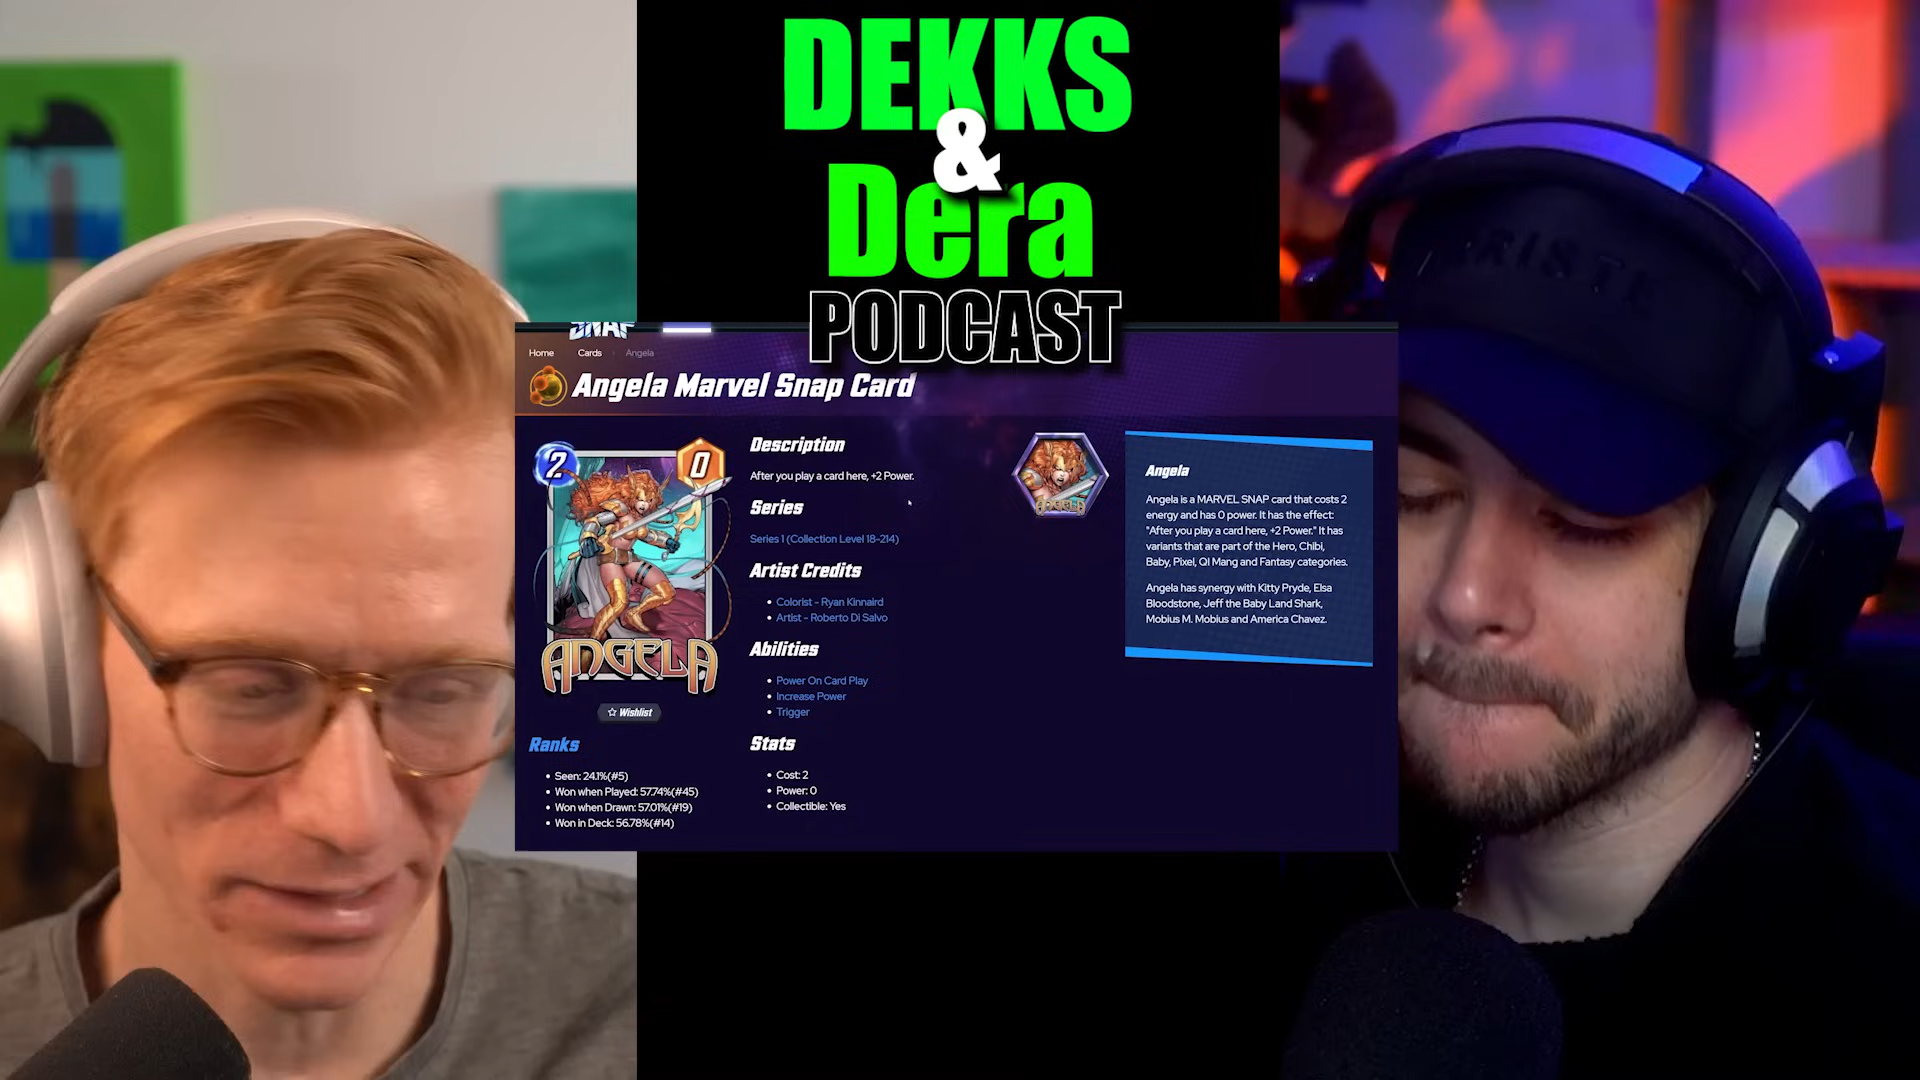 DEKKS
&
Dera
PODCAST
SNAP
Home Cards Angela
Angela Marvel Snap Card
2 0
ANGELA
Wishlist
Ranks
Seen: 24.1%(#5)
Won when Played: 57.74%(#45)
Won when Drawn: 57.01%(#19)
Won in Deck: 56.78%(#14)
Description
After you play a card here, +2 Power.
Series
Series 1 (Collection Level 18-214)
Artist Credits
Colorist - Ryan Kinnaird
Artist - Roberto Di Salvo
Abilities
Power On Card Play
Increase Power
Trigger
Stats
Cost: 2
Power: 0
Collectible: Yes
ANGELA
Angela
Angela is a MARVEL SNAP card that costs 2
energy and has 0 power. It has the effect:
"After you play a card here, +2 Power." It has
variants that are part of the Hero, Chibi,
Baby, Pixel, Qi Mang and Fantasy categories.
Angela has synergy with Kitty Pryde, Elsa
Bloodstone, Jeff the Baby Land Shark,
Mobius M. Mobius and America Chavez.